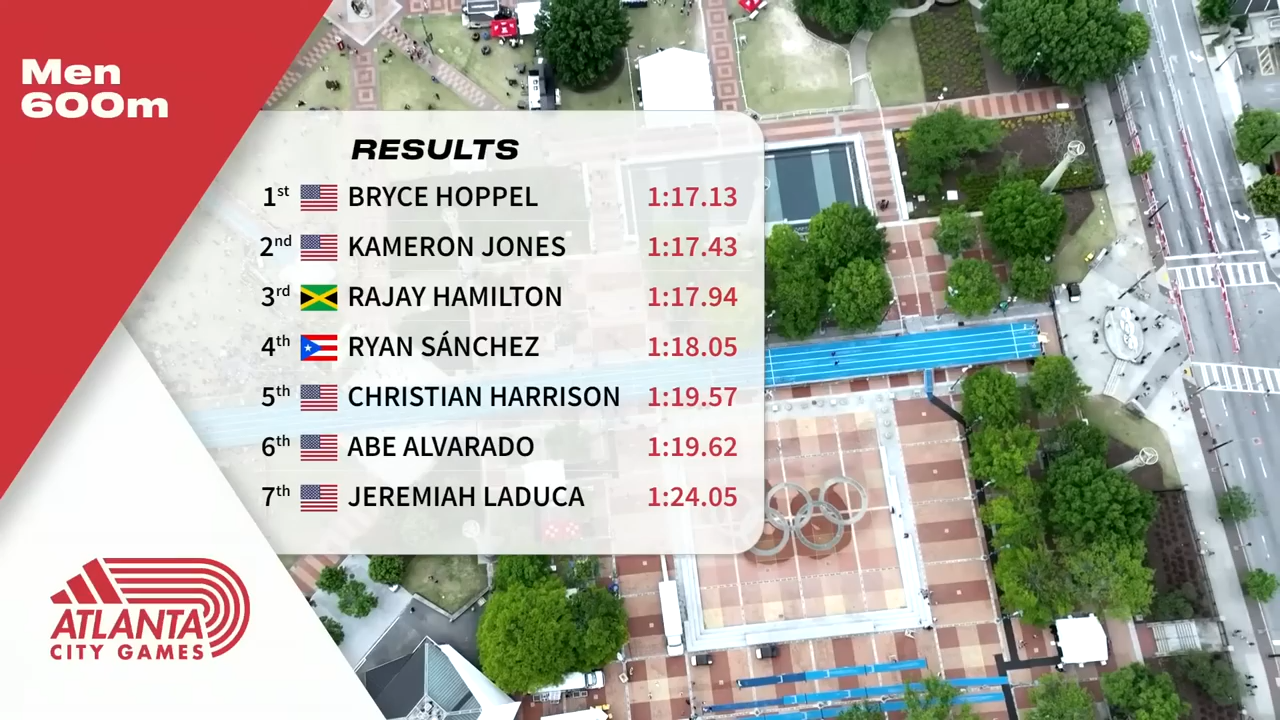 Men
600m
RESULTS
1st BRYCE HOPPEL 1:17.13
2nd KAMERON JONES 1:17.43
3rd RAJAY HAMILTON 1:17.94
4th RYAN SÁNCHEZ 1:18.05
5th CHRISTIAN HARRISON 1:19.57
6th ABE ALVARADO 1:19.62
7th JEREMIAH LADUCA 1:24.05
ATLANTA
CITY GAMES